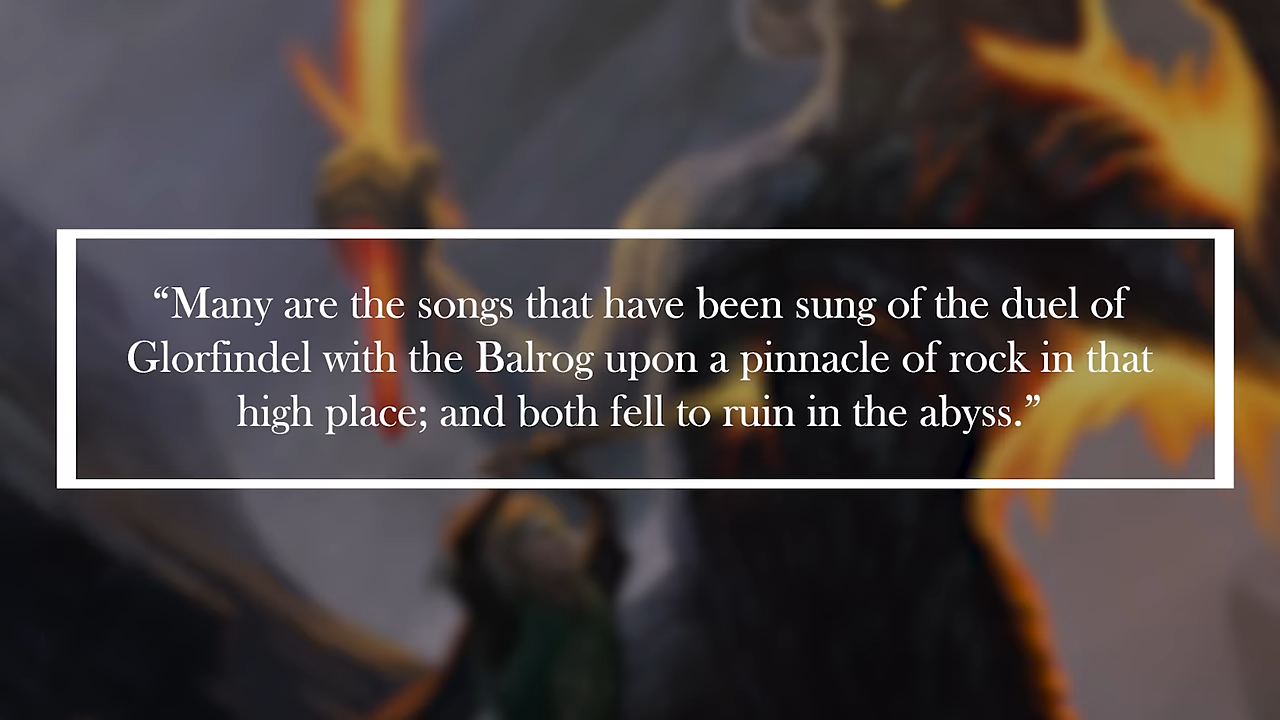 “Many are the songs that have been sung of the duel of
Glorfindel with the Balrog upon a pinnacle of rock in that
high place; and both fell to ruin in the abyss.”